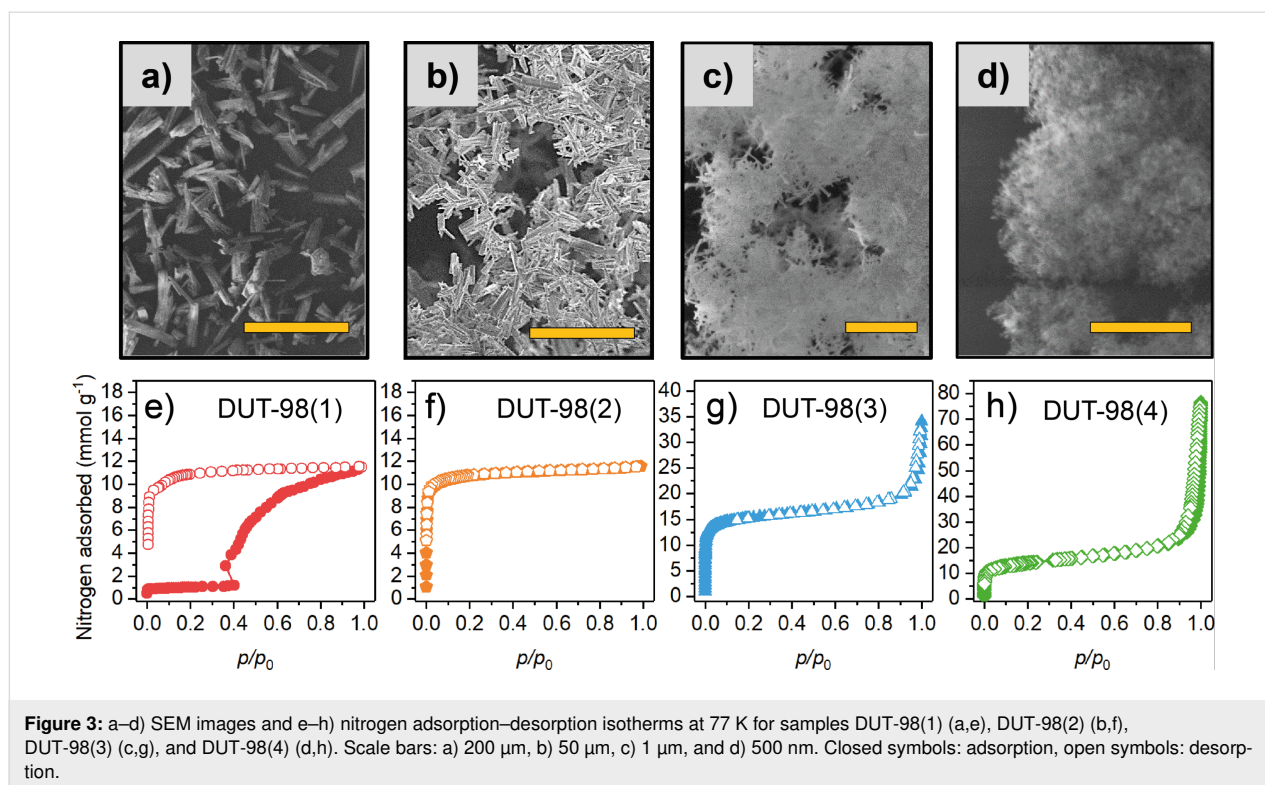 a)
b)
c)
d)
Nitrogen adsorbed (mmol g⁻¹)
e) DUT-98(1)
18
16
14
12
10
8
6
4
2
0
0.0 0.2 0.4 0.6 0.8 1.0
p/p₀
f) DUT-98(2)
18
16
14
12
10
8
6
4
2
0
0.0 0.2 0.4 0.6 0.8 1.0
p/p₀
g) DUT-98(3)
40
35
30
25
20
15
10
5
0
0.0 0.2 0.4 0.6 0.8 1.0
p/p₀
h) DUT-98(4)
80
70
60
50
40
30
20
10
0
0.0 0.2 0.4 0.6 0.8 1.0
p/p₀
Figure 3: a–d) SEM images and e–h) nitrogen adsorption–desorption isotherms at 77 K for samples DUT-98(1) (a,e), DUT-98(2) (b,f),
DUT-98(3) (c,g), and DUT-98(4) (d,h). Scale bars: a) 200 µm, b) 50 µm, c) 1 µm, and d) 500 nm. Closed symbols: adsorption, open symbols: desorp-
tion.